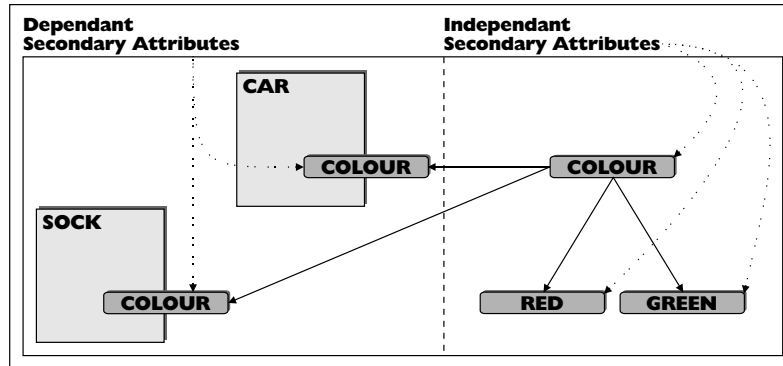 Dependant
Secondary Attributes
Independant
Secondary Attributes
CAR
COLOUR
COLOUR
SOCK
COLOUR
RED
GREEN